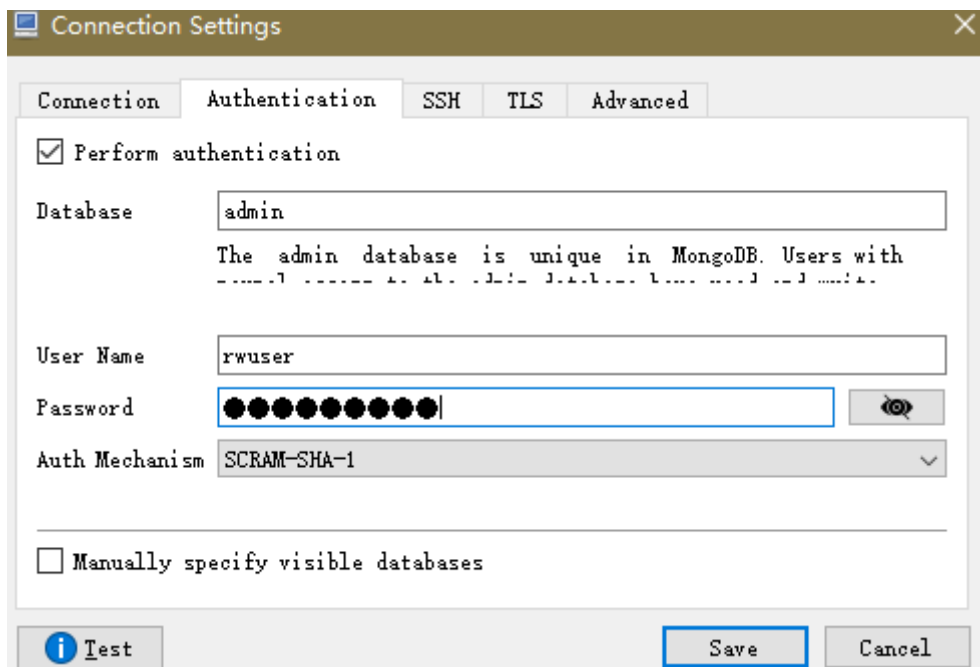 Connection Settings
Connection Authentication SSH TLS Advanced
Perform authentication
Database admin
The admin database is unique in MongoDB. Users with
User Name rwuser
Password ●●●●●●●●●
Auth Mechanism SCRAM-SHA-1
Manually specify visible databases
Test Save Cancel